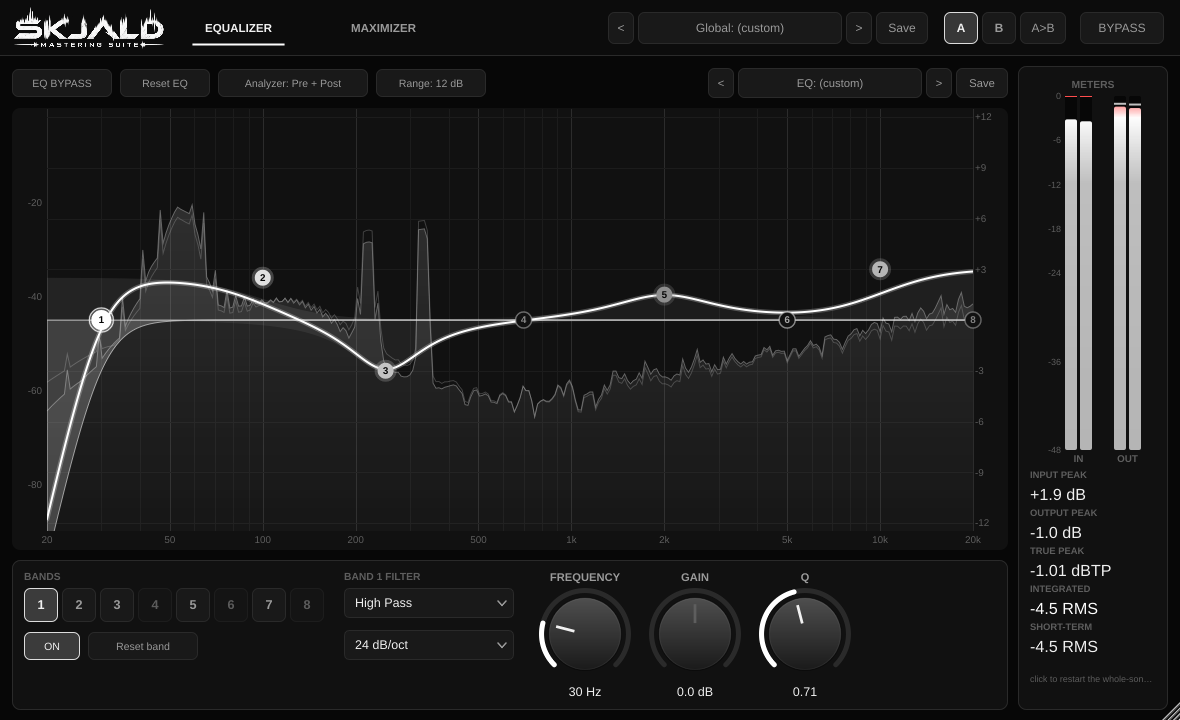 SKJALD
MASTERING SUITE
EQUALIZER
MAXIMIZER
< Global: (custom) > Save A B A>B BYPASS
EQ BYPASS Reset EQ Analyzer: Pre + Post Range: 12 dB < EQ: (custom) > Save
METERS
+12
+9
+6
+3
-3
-6
-9
-12
-20
-40
-60
-80
1
2
3
4
5
6
7
8
20 50 100 200 500 1k 2k 5k 10k 20k
0
-6
-12
-18
-24
-36
-48
IN OUT
INPUT PEAK
+1.9 dB
OUTPUT PEAK
-1.0 dB
TRUE PEAK
-1.01 dBTP
INTEGRATED
-4.5 RMS
SHORT-TERM
-4.5 RMS
click to restart the whole-son...
BANDS
1 2 3 4 5 6 7 8
ON Reset band
BAND 1 FILTER
High Pass
24 dB/oct
FREQUENCY GAIN Q
30 Hz 0.0 dB 0.71